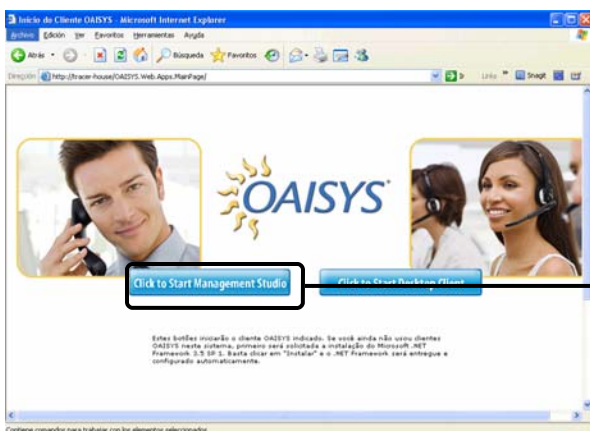 Inicio do Cliente OAISYS - Microsoft Internet Explorer
Archivo Edición Ver Favoritos Herramientas Ayuda
Atrás Búsqueda Favoritos
Dirección http://tracer-house/OAISYS.Web.Apps.MainPage/ Ir Links » SnagIt
OAISYS
Click to Start Management Studio Click to Start Desktop Client
Estes botões iniciarão o cliente OAISYS indicado. Se você ainda não usou clientes
OAISYS neste sistema, primeiro será solicitada a instalação do Microsoft .NET
Framework 3.5 SP 1. Basta clicar em "Instalar" e o .NET Framework será entregue e
configurado automaticamente.
Contiene comandos para trabajar con los elementos seleccionados.